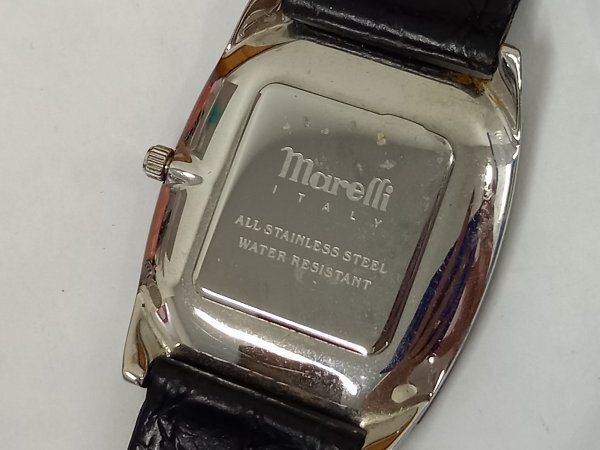 Marelli
ITALY
ALL STAINLESS STEEL
WATER RESISTANT